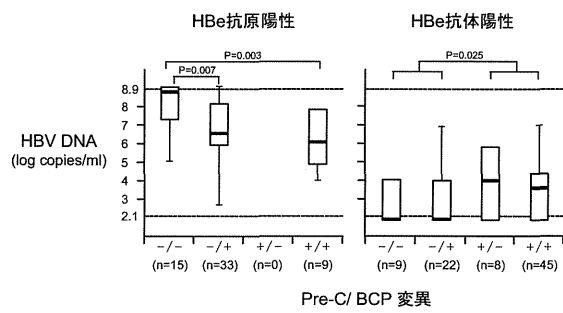 HBe抗原陽性 HBe抗体陽性
P=0.003 P=0.025
P=0.007
8.9
8
7
6
5
4
3
2.1
HBV DNA
(log copies/ml)
−/− −/+ +/− +/+ −/− −/+ +/− +/+
(n=15) (n=33) (n=0) (n=9) (n=9) (n=22) (n=8) (n=45)
Pre-C/ BCP 変異